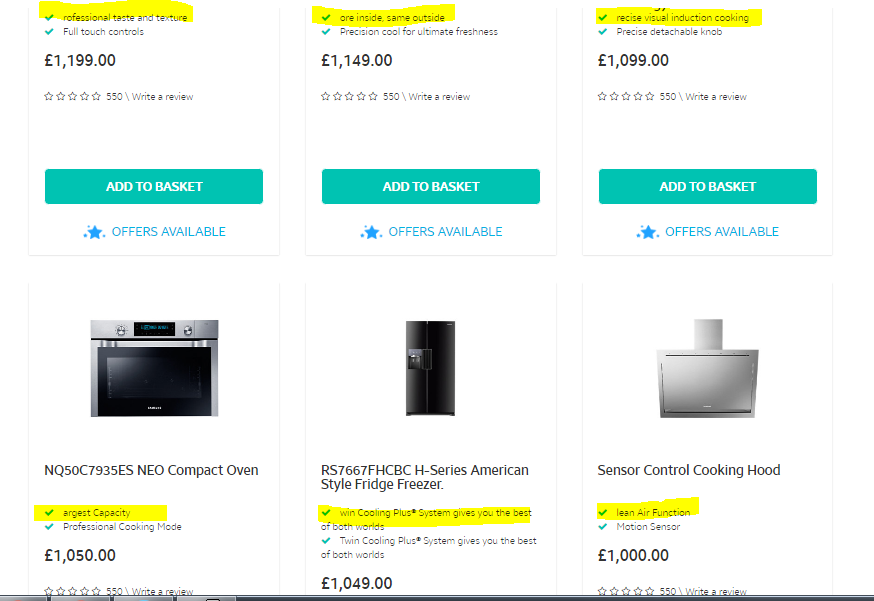 rofessional taste and texture
ore inside, same outside
recise visual induction cooking
Full touch controls
Precision cool for ultimate freshness
Precise detachable knob
£1,199.00
£1,149.00
£1,099.00
550 \ Write a review
550 \ Write a review
550 \ Write a review
ADD TO BASKET
ADD TO BASKET
ADD TO BASKET
OFFERS AVAILABLE
OFFERS AVAILABLE
OFFERS AVAILABLE
SAMSUNG
NQ50C7935ES NEO Compact Oven
argest Capacity
Professional Cooking Mode
£1,050.00
550 \ Write a review
RS7667FHCBC H-Series American
Style Fridge Freezer.
win Cooling Plus® System gives you the best
of both worlds
Twin Cooling Plus® System gives you the best
of both worlds
£1,049.00
Sensor Control Cooking Hood
lean Air Function
Motion Sensor
£1,000.00
550 \ Write a review